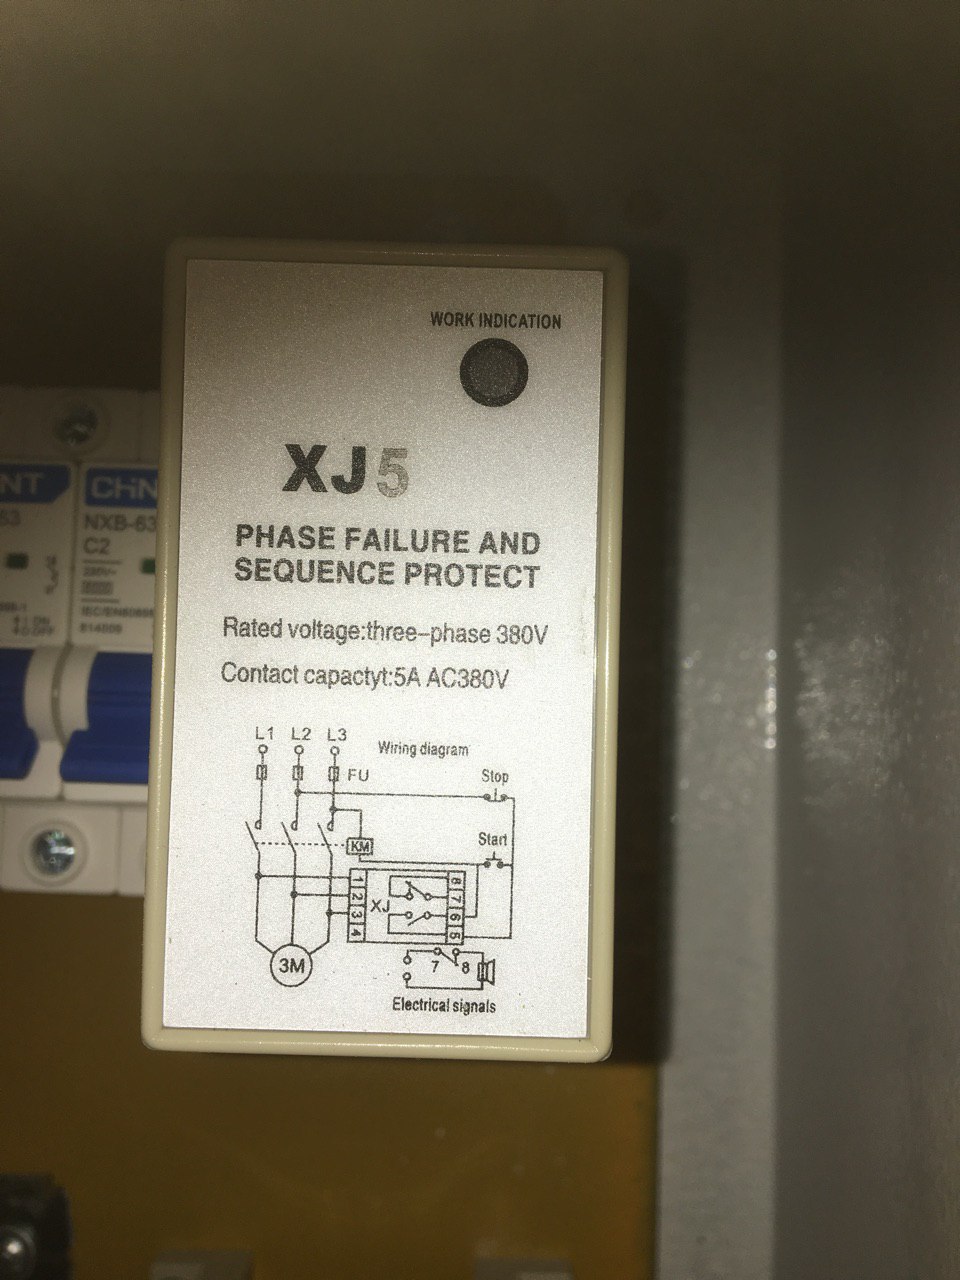 WORK INDICATION
XJ5
PHASE FAILURE AND
SEQUENCE PROTECT
Rated voltage:three-phase 380V
Contact capactyt:5A AC380V
L1 L2 L3
Wiring diagram
FU
Stop
Start
KM
XJ
1
2
3
4
8
7
6
5
3M
7 8
Electrical signals
NT
CHN
63
NXB-63
C2